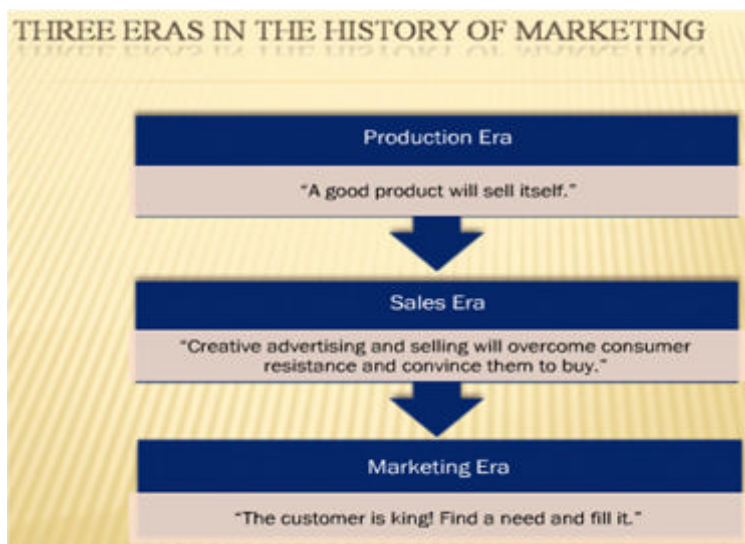 THREE ERAS IN THE HISTORY OF MARKETING
Production Era
“A good product will sell itself.”
Sales Era
“Creative advertising and selling will overcome consumer
resistance and convince them to buy.”
Marketing Era
“The customer is king! Find a need and fill it.”